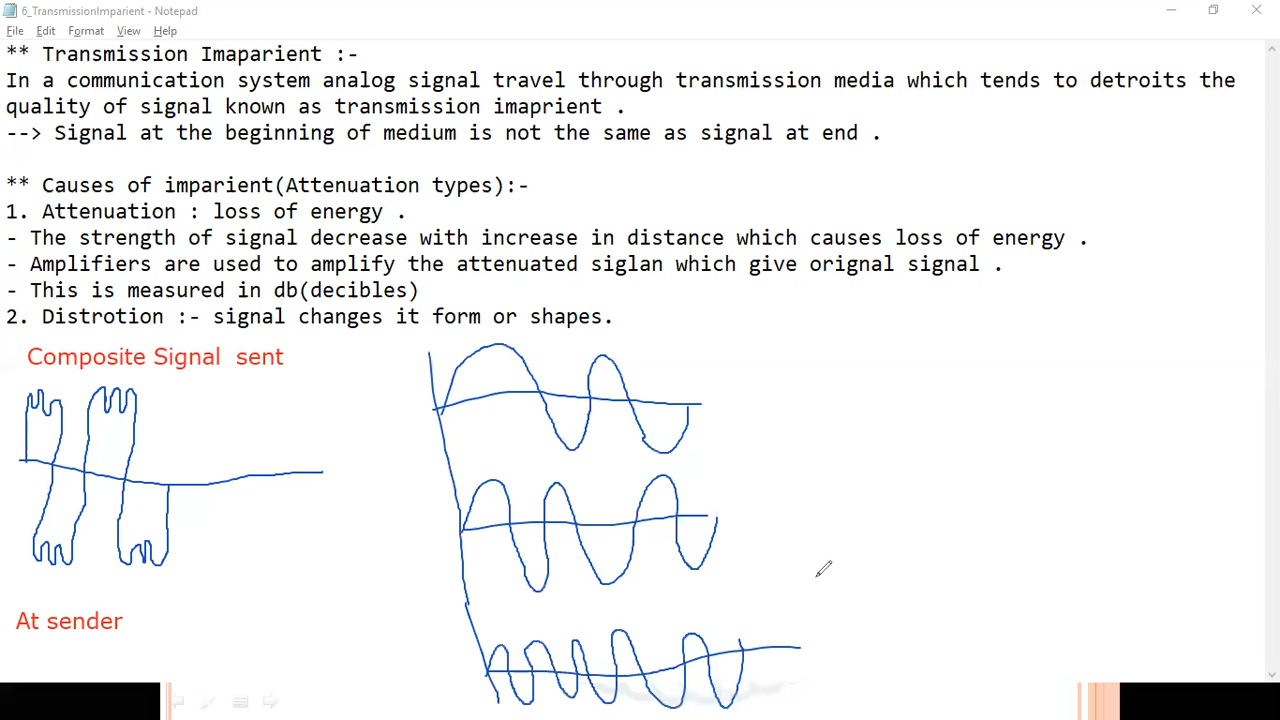 6_TransmissionImparient - Notepad
File Edit Format View Help
** Transmission Imaparient :-
In a communication system analog signal travel through transmission media which tends to detroits the
quality of signal known as transmission imaprient .
--> Signal at the beginning of medium is not the same as signal at end .
** Causes of imparient(Attenuation types):-
1. Attenuation : loss of energy .
- The strength of signal decrease with increase in distance which causes loss of energy .
- Amplifiers are used to amplify the attenuated siglan which give orignal signal .
- This is measured in db(decibles)
2. Distrotion :- signal changes it form or shapes.
Composite Signal sent
At sender